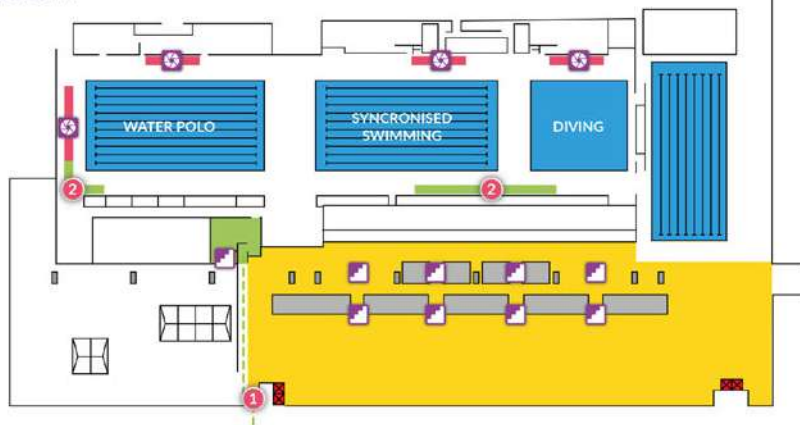 WATER POLO
SYNCRONISED
SWIMMING
DIVING
2
2
1